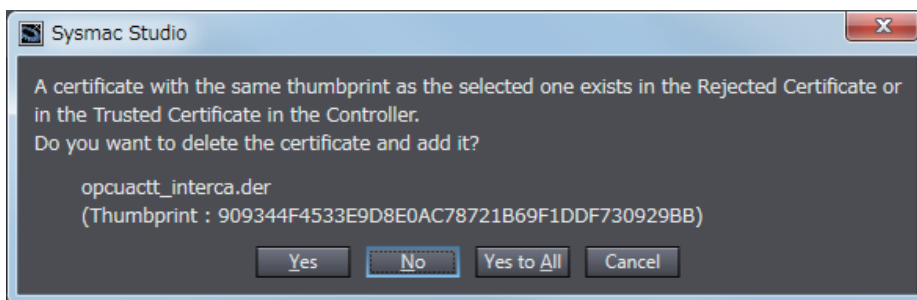 Sysmac Studio
A certificate with the same thumbprint as the selected one exists in the Rejected Certificate or
in the Trusted Certificate in the Controller.
Do you want to delete the certificate and add it?
opcuactt_interca.der
(Thumbprint : 909344F4533E9D8E0AC78721B69F1DDF730929BB)
Yes No Yes to All Cancel